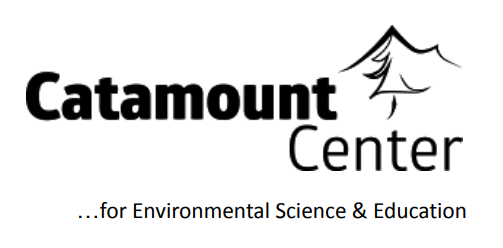 Catamount
Center
…for Environmental Science & Education